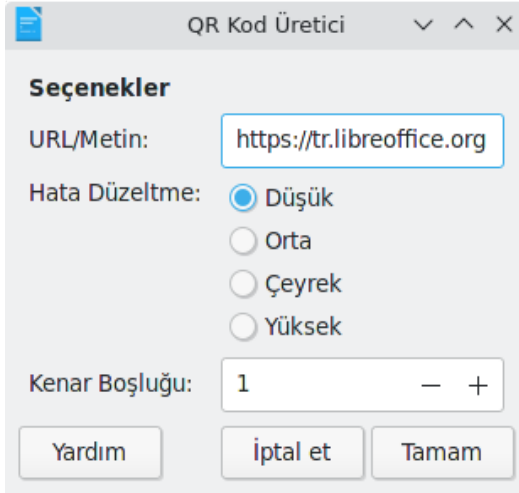 QR Kod Üretici
Seçenekler
URL/Metin: https://tr.libreoffice.org
Hata Düzeltme: Düşük
Orta
Çeyrek
Yüksek
Kenar Boşluğu: 1
Yardım İptal et Tamam